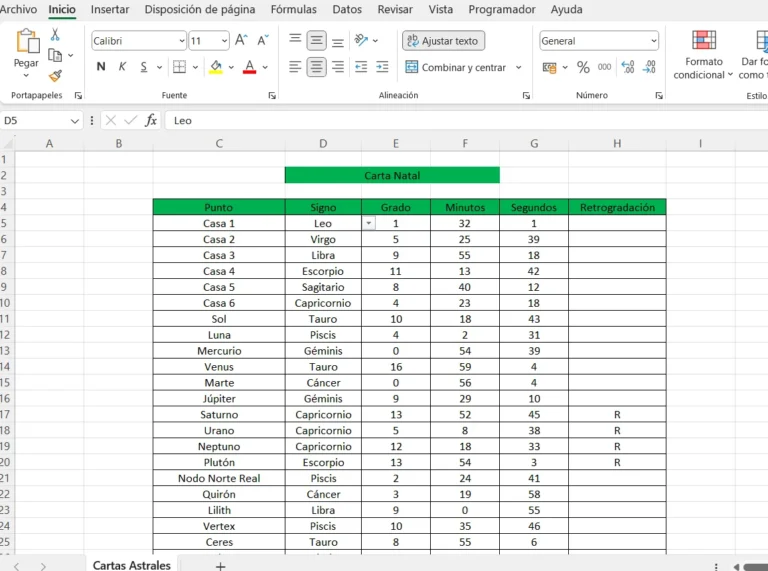 Archivo Inicio Insertar Disposición de página Fórmulas Datos Revisar Vista Programador Ayuda
Calibri 11 A A Ajustar texto General
Pegar N K S A Combinar y centrar % 000 Formato condicional Dar como
Portapapeles Fuente Alineación Número Estilo
D5 fx Leo
A B C D E F G H I
1
2 Carta Natal
3
4 Punto Signo Grado Minutos Segundos Retrogradación
5 Casa 1 Leo 1 32 1
6 Casa 2 Virgo 5 25 39
7 Casa 3 Libra 9 55 18
8 Casa 4 Escorpio 11 13 42
9 Casa 5 Sagitario 8 40 12
10 Casa 6 Capricornio 4 23 18
11 Sol Tauro 10 18 43
12 Luna Piscis 4 2 31
13 Mercurio Géminis 0 54 39
14 Venus Tauro 16 59 4
15 Marte Cáncer 0 56 4
16 Júpiter Géminis 9 29 10
17 Saturno Capricornio 13 52 45 R
18 Urano Capricornio 5 8 38 R
19 Neptuno Capricornio 12 18 33 R
20 Plutón Escorpio 13 54 3 R
21 Nodo Norte Real Piscis 2 24 41
22 Quirón Cáncer 3 19 58
23 Lilith Libra 9 0 55
24 Vertex Piscis 10 35 46
25 Ceres Tauro 8 55 6
Cartas Astrales +